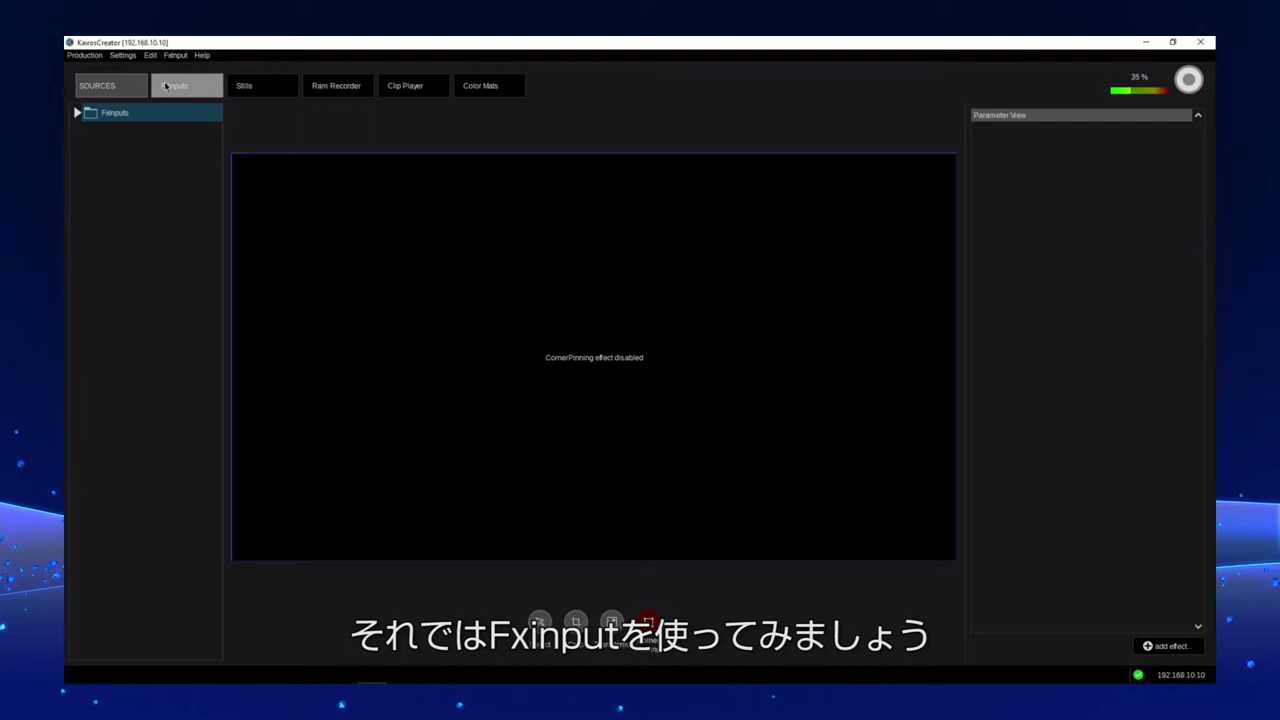 KairosCreator [192.168.10.10]
Production Settings Edit FxInput Help
SOURCES FxInputs Stills Ram Recorder Clip Player Color Mats
35 %
FxInputs
Parameter View
CornerPinning effect disabled
それではFxinputを使ってみましょう
add effect..
192.168.10.10